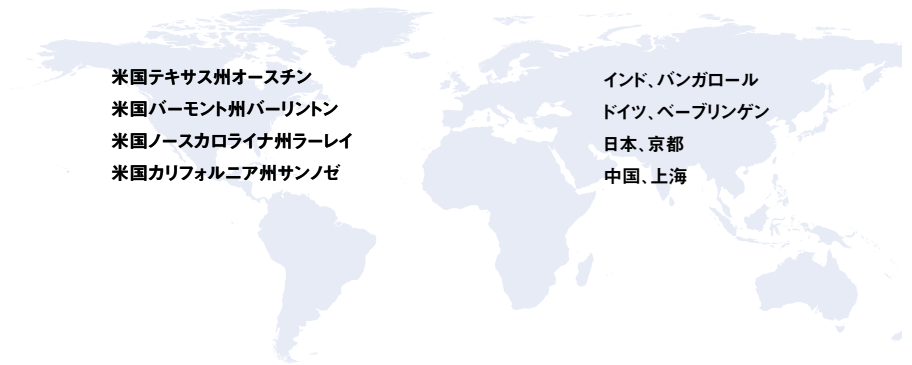 米国テキサス州オースチン
米国バーモント州バーリントン
米国ノースカロライナ州ラーレイ
米国カリフォルニア州サンノゼ
インド、バンガロール
ドイツ、ベーブリンゲン
日本、京都
中国、上海